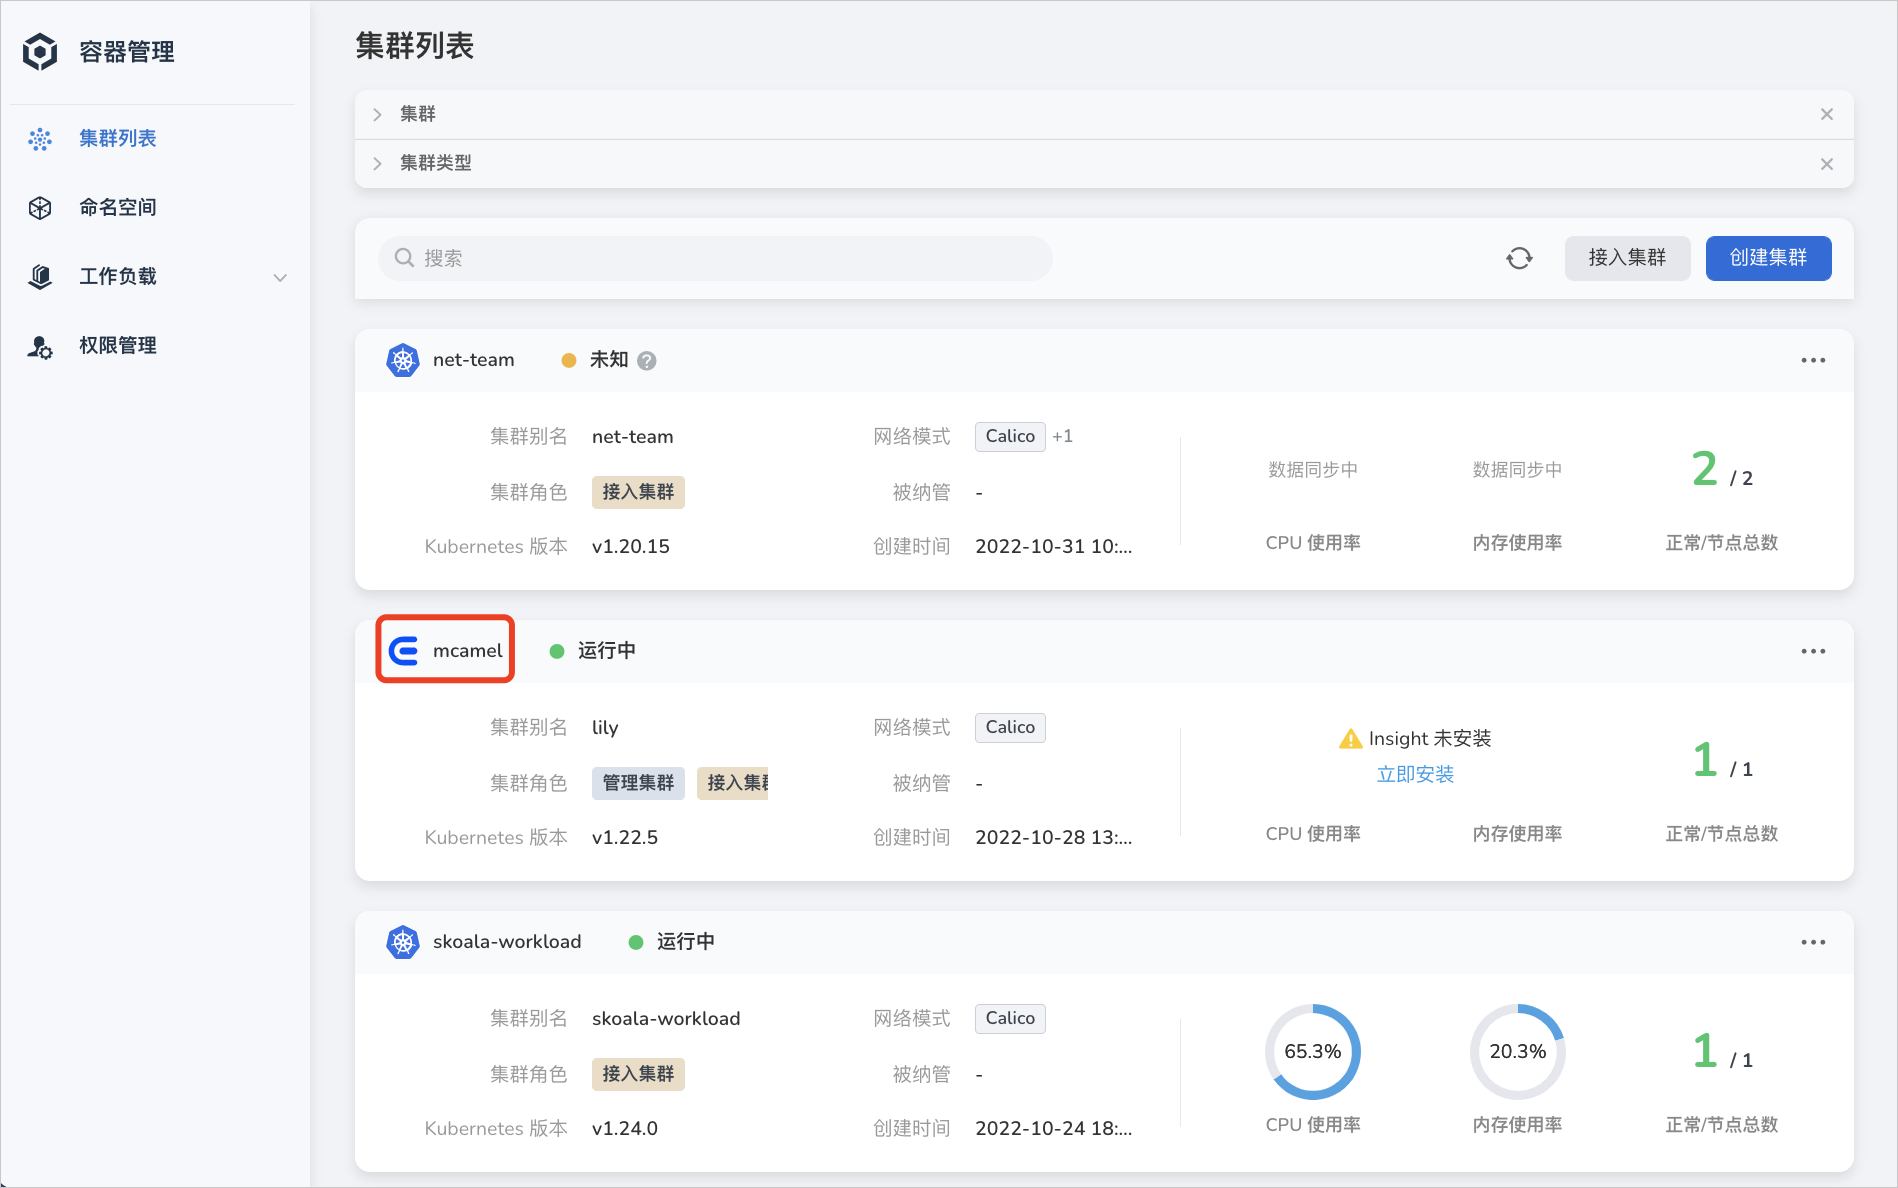 容器管理
集群列表
命名空间
工作负载
权限管理
集群列表
集群
集群类型
搜索
接入集群
创建集群
net-team 未知 ?
集群别名 net-team 网络模式 Calico +1
集群角色 接入集群 被纳管 -
Kubernetes 版本 v1.20.15 创建时间 2022-10-31 10:...
数据同步中 数据同步中 2 / 2
CPU 使用率 内存使用率 正常/节点总数
mcamel 运行中
集群别名 lily 网络模式 Calico
集群角色 管理集群 接入集群 被纳管 -
Kubernetes 版本 v1.22.5 创建时间 2022-10-28 13:...
Insight 未安装
立即安装
1 / 1
CPU 使用率 内存使用率 正常/节点总数
skoala-workload 运行中
集群别名 skoala-workload 网络模式 Calico
集群角色 接入集群 被纳管 -
Kubernetes 版本 v1.24.0 创建时间 2022-10-24 18:...
65.3% 20.3% 1 / 1
CPU 使用率 内存使用率 正常/节点总数